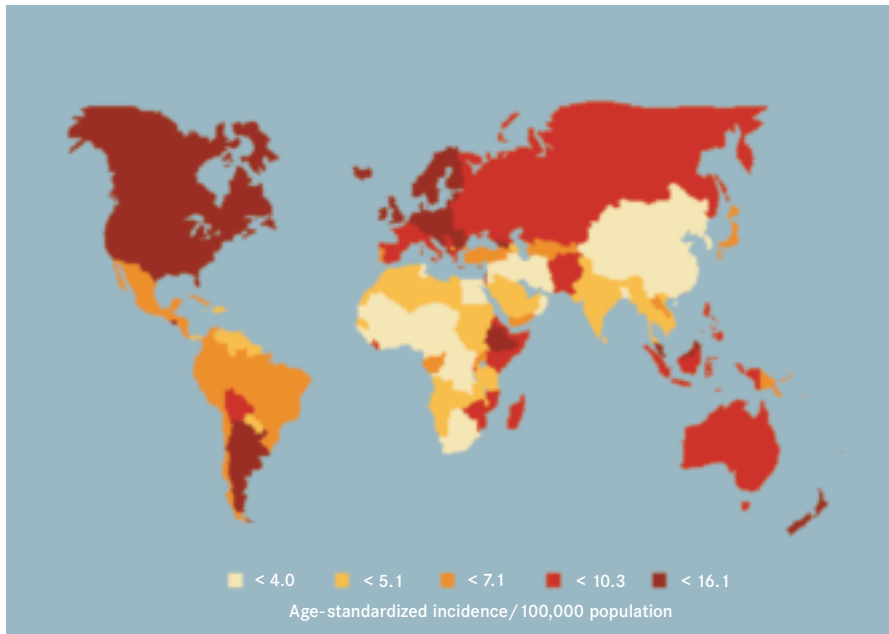 < 4.0 < 5.1 < 7.1 < 10.3 < 16.1
Age-standardized incidence/100,000 population